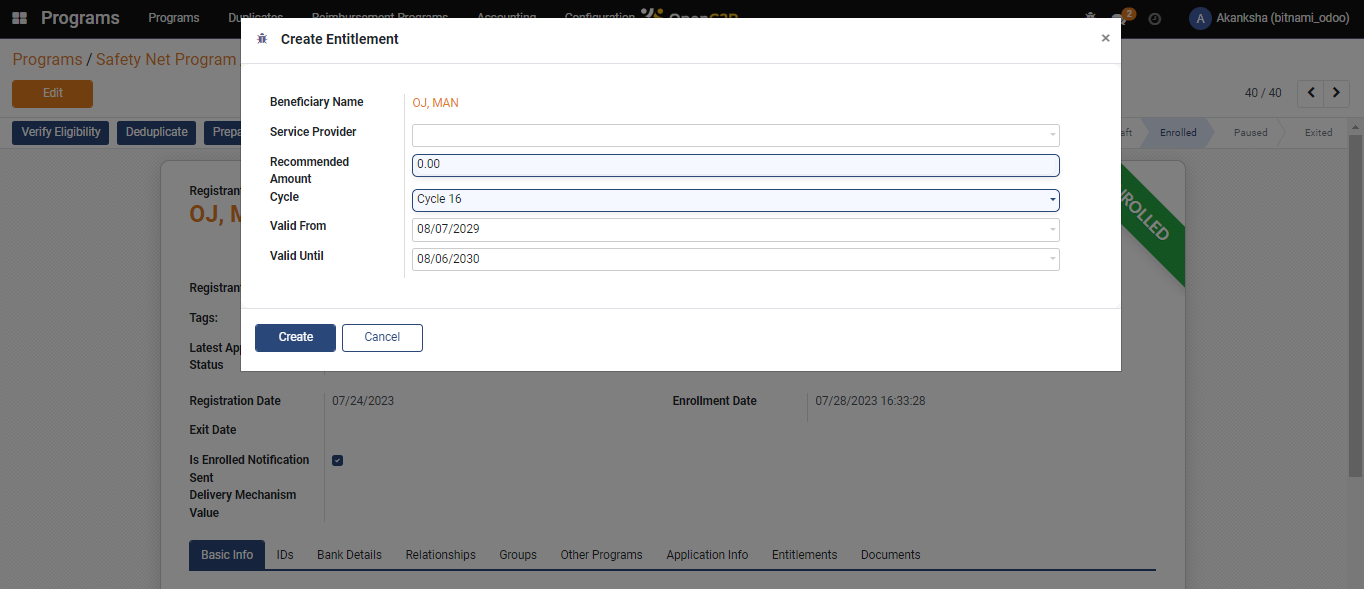 Programs Programs Duplicates Reimbursement Programs Accounting Configuration OpenG2P 2 A Akanksha (bitnami_odoo)
Programs / Safety Net Program
Edit
40 / 40
Verify Eligibility Deduplicate Prepa
Enrolled Paused Exited
Create Entitlement ×
Beneficiary Name OJ, MAN
Service Provider
Recommended Amount 0.00
Cycle Cycle 16
Valid From 08/07/2029
Valid Until 08/06/2030
Create Cancel
Registran
OJ, M
ROLLED
Registran
Tags:
Latest App
Status
Registration Date 07/24/2023 Enrollment Date 07/28/2023 16:33:28
Exit Date
Is Enrolled Notification
Sent
Delivery Mechanism
Value
Basic Info IDs Bank Details Relationships Groups Other Programs Application Info Entitlements Documents